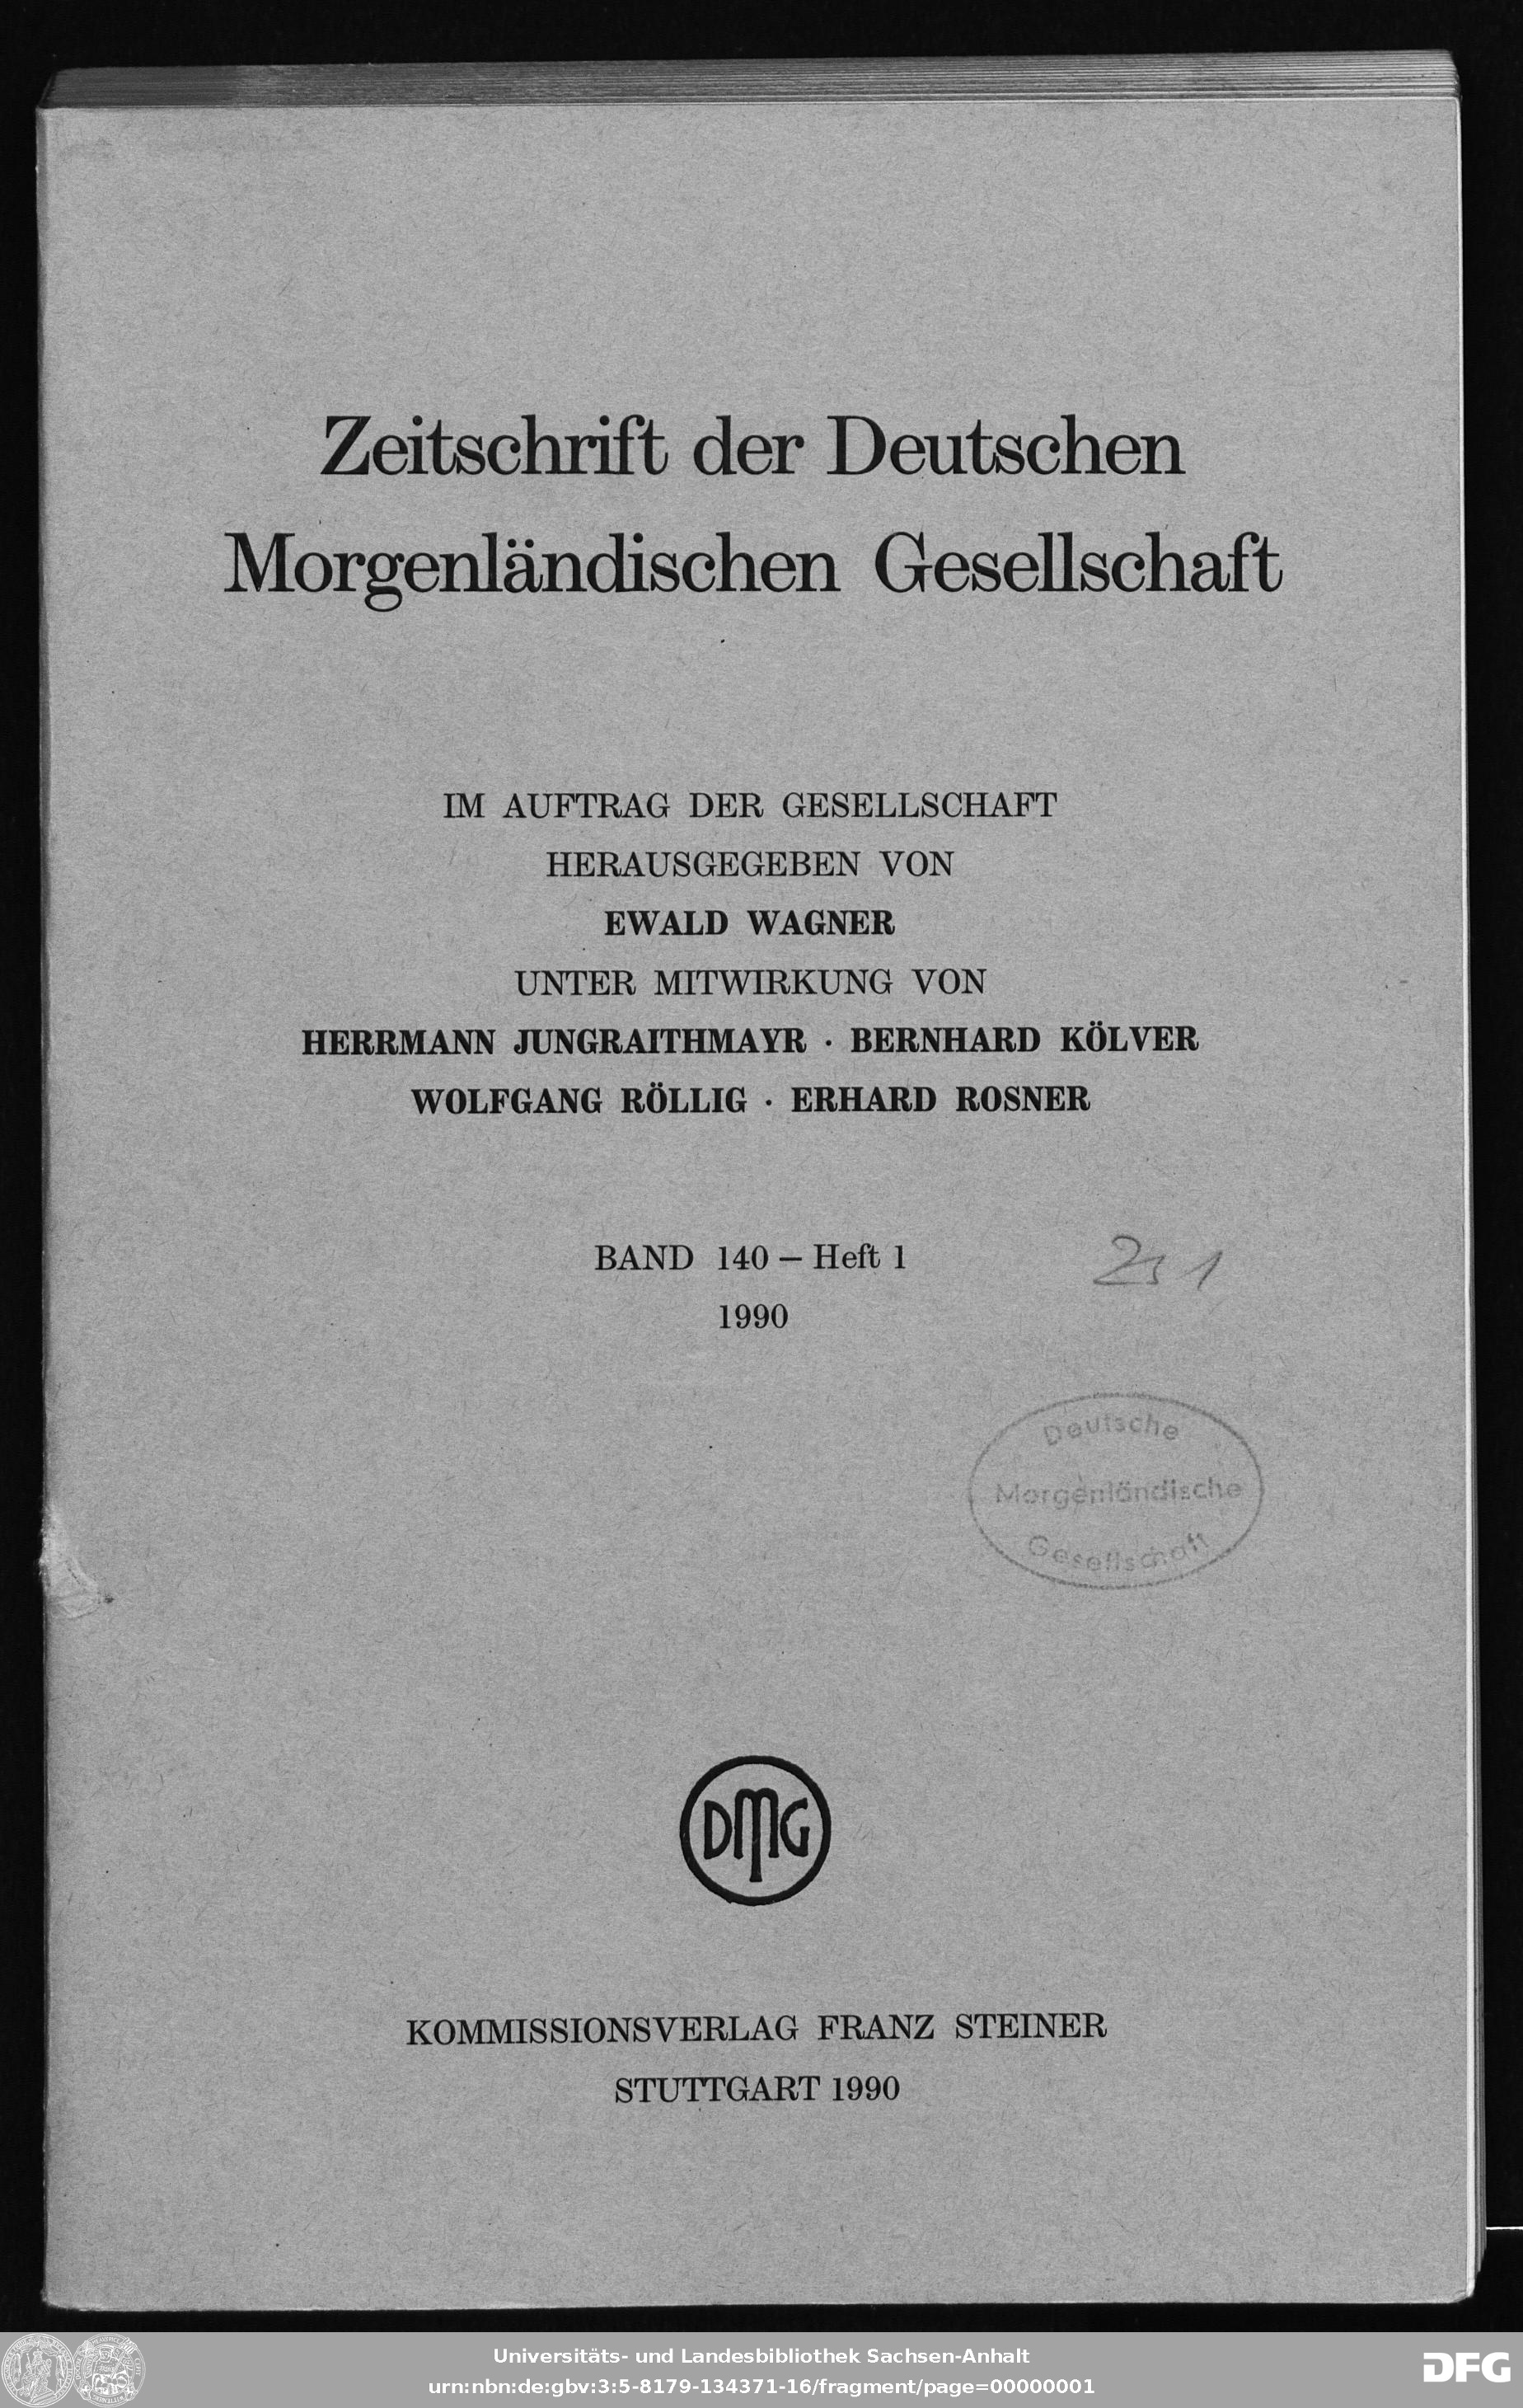 Zeitschrift der Deutschen
Morgenländischen Gesellschaft
IM AUFTRAG DER GESELLSCHAFT
HERAUSGEGEBEN VON
EWALD WAGNER
UNTER MITWIRKUNG VON
HERRMANN JUNGRAITHMAYR · BERNHARD KÖLVER
WOLFGANG RÖLLIG · ERHARD ROSNER
BAND 140 – Heft 1
1990
Deutsche
Morgenländische
Gesellschaft
DMG
KOMMISSIONSVERLAG FRANZ STEINER
STUTTGART 1990
Universitäts- und Landesbibliothek Sachsen-Anhalt
urn:nbn:de:gbv:3:5-8179-134371-16/fragment/page=00000001
DFG